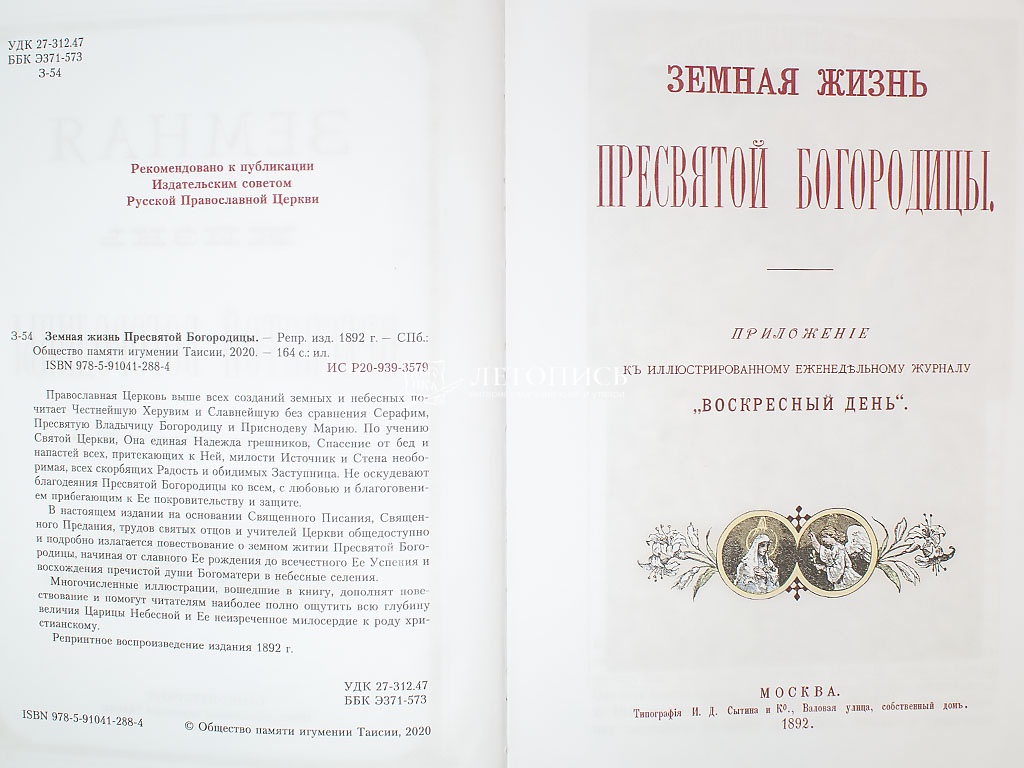 УДК 27-312.47
ББК Э371-573
З-54
Рекомендовано к публикации
Издательским советом
Русской Православной Церкви
З-54 Земная жизнь Пресвятой Богородицы. — Репр. изд. 1892 г. — СПб.:
Общество памяти игумении Таисии, 2020. — 164 с.: ил.
ISBN 978-5-91041-288-4 ИС Р20-939-3579
Православная Церковь выше всех созданий земных и небесных по-
читает Честнейшую Херувим и Славнейшую без сравнения Серафим,
Пресвятую Владычицу Богородицу и Приснодеву Марию. По учению
Святой Церкви, Она единая Надежда грешников, Спасение от бед и
напастей всех, притекающих к Ней, милости Источник и Стена необо-
римая, всех скорбящих Радость и обидимых Заступница. Не оскудевают
благодеяния Пресвятой Богородицы ко всем, с любовью и благоговени-
ем прибегающим к Ее покровительству и защите.
В настоящем издании на основании Священного Писания, Священ-
ного Предания, трудов святых отцов и учителей Церкви общедоступно
и подробно излагается повествование о земном житии Пресвятой Бого-
родицы, начиная от славного Ее рождения до всечестного Ее Успения и
восхождения пречистой души Богоматери в небесные селения.
Многочисленные иллюстрации, вошедшие в книгу, дополнят пове-
ствование и помогут читателям наиболее полно ощутить всю глубину
величия Царицы Небесной и Ее неизреченное милосердие к роду хри-
стианскому.
Репринтное воспроизведение издания 1892 г.
УДК 27-312.47
ББК Э371-573
ISBN 978-5-91041-288-4
© Общество памяти игумении Таисии, 2020
ЗЕМНАЯ ЖИЗНЬ
ПРЕСВЯТОЙ БОГОРОДИЦЫ.
ПРИЛОЖЕНІЕ
КЪ ИЛЛЮСТРИРОВАННОМУ ЕЖЕНЕДѢЛЬНОМУ ЖУРНАЛУ
„ВОСКРЕСНЫЙ ДЕНЬ“.
МОСКВА.
Типографія И. Д. Сытина и Кº., Валовая улица, собственный домъ.
1892.
ЛЕТОПИСЬ